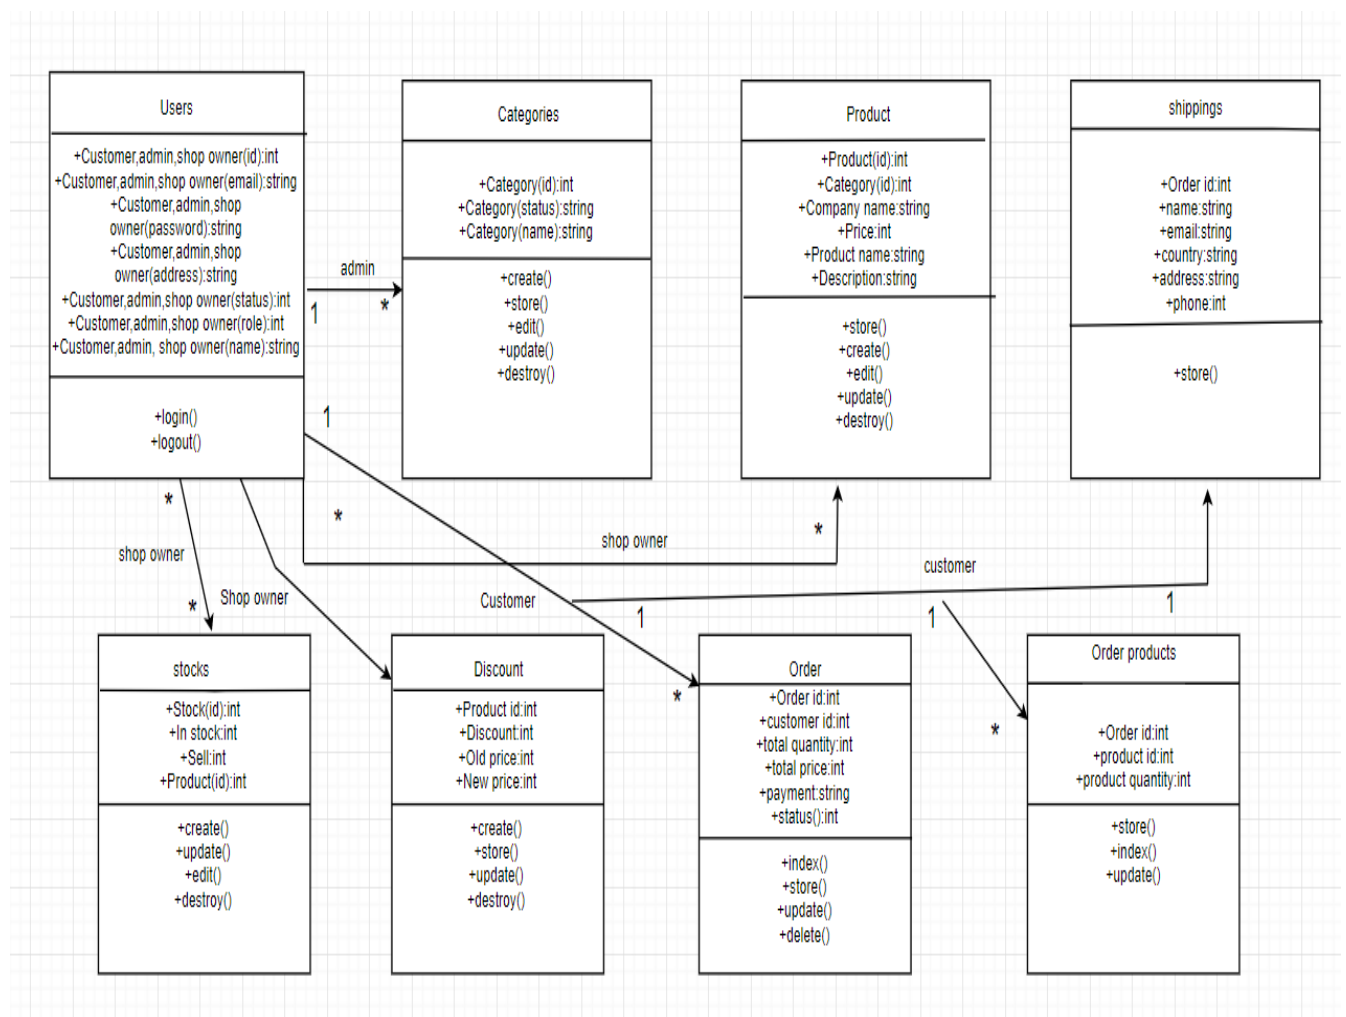 Users
+Customer,admin,shop owner(id):int
+Customer,admin,shop owner(email):string
+Customer,admin,shop
owner(password):string
+Customer,admin,shop
owner(address):string
+Customer,admin,shop owner(status):int
+Customer,admin,shop owner(role):int
+Customer,admin, shop owner(name):string
+login()
+logout()
admin
1
*
Categories
+Category(id):int
+Category(status):string
+Category(name):string
+create()
+store()
+edit()
+update()
+destroy()
Product
+Product(id):int
+Category(id):int
+Company name:string
+Price:int
+Product name:string
+Description:string
+store()
+create()
+edit()
+update()
+destroy()
shippings
+Order id:int
+name:string
+email:string
+country:string
+address:string
+phone:int
+store()
1
*
*
*
shop owner
shop owner
customer
*
Shop owner
Customer
1
1
1
*
*
stocks
+Stock(id):int
+In stock:int
+Sell:int
+Product(id):int
+create()
+update()
+edit()
+destroy()
Discount
+Product id:int
+Discount:int
+Old price:int
+New price:int
+create()
+store()
+update()
+destroy()
Order
+Order id:int
+customer id:int
+total quantity:int
+total price:int
+payment:string
+status():int
+index()
+store()
+update()
+delete()
Order products
+Order id:int
+product id:int
+product quantity:int
+store()
+index()
+update()